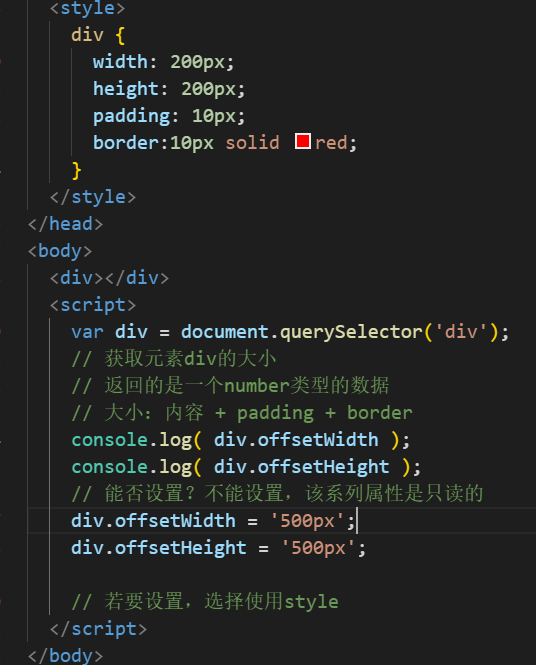 <style>
div {
width: 200px;
height: 200px;
padding: 10px;
border:10px solid red;
}
</style>
</head>
<body>
<div></div>
<script>
var div = document.querySelector('div');
// 获取元素div的大小
// 返回的是一个number类型的数据
// 大小: 内容 + padding + border
console.log( div.offsetWidth );
console.log( div.offsetHeight );
// 能否设置？不能设置，该系列属性是只读的
div.offsetWidth = '500px';
div.offsetHeight = '500px';
// 若要设置，选择使用style
</script>
</body>